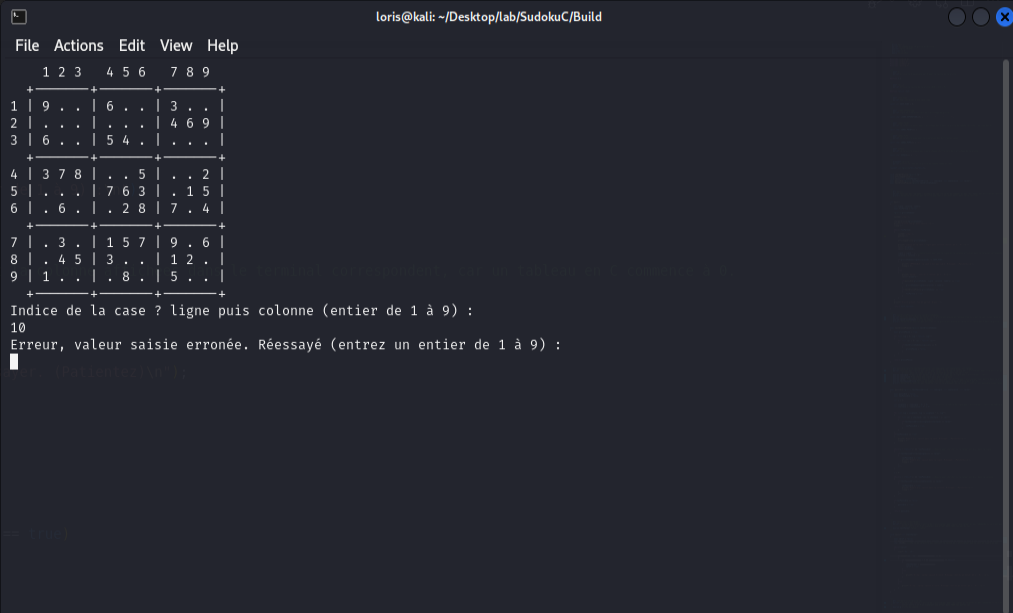 loris@kali: ~/Desktop/lab/SudokuC/Build
File Actions Edit View Help
1 2 3 4 5 6 7 8 9
+———————+———————+———————+
1 | 9 . . | 6 . . | 3 . . |
2 | . . . | . . . | 4 6 9 |
3 | 6 . . | 5 4 . | . . . |
+———————+———————+———————+
4 | 3 7 8 | . . 5 | . . 2 |
5 | . . . | 7 6 3 | . 1 5 |
6 | . 6 . | . 2 8 | 7 . 4 |
+———————+———————+———————+
7 | . 3 . | 1 5 7 | 9 . 6 |
8 | . 4 5 | 3 . . | 1 2 . |
9 | 1 . . | . 8 . | 5 . . |
+———————+———————+———————+
Indice de la case ? ligne puis colonne (entier de 1 à 9) :
10
Erreur, valeur saisie erronée. Réessayé (entrez un entier de 1 à 9) :